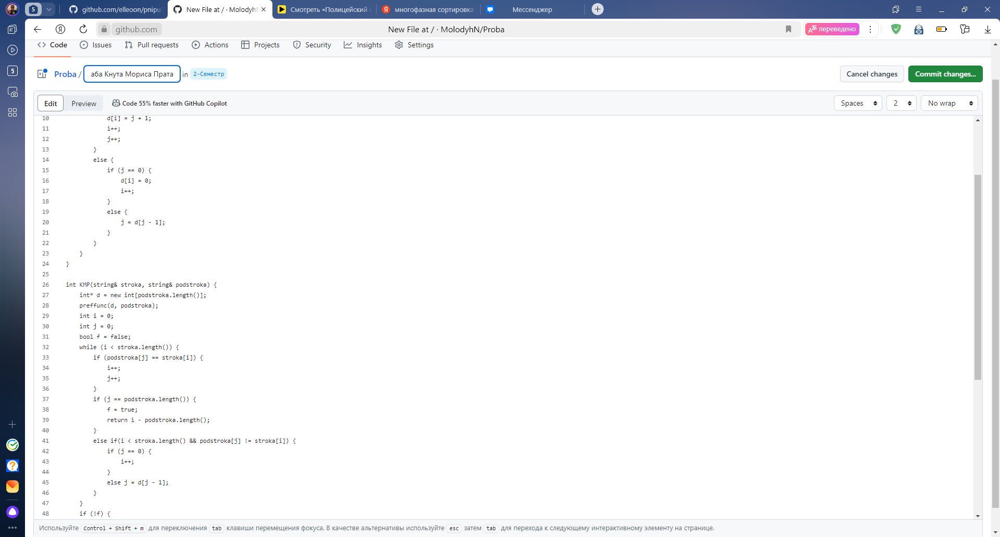 5
github.com/elleoon/pnipu
New File at / · MolodyhN
Смотреть «Полицейский с
многофазная сортировка
Мессенджер
github.com
New File at / · MolodyhN/Proba
переведено
Code
Issues
Pull requests
Actions
Projects
Security
Insights
Settings
5
Proba / аба Кнута Мориса Прата in 2-Семестр
Cancel changes
Commit changes...
Edit
Preview
Code 55% faster with GitHub Copilot
Spaces
2
No wrap
10 d[i] = j + 1;
11 i++;
12 j++;
13 }
14 else {
15 if (j == 0) {
16 d[i] = 0;
17 i++;
18 }
19 else {
20 j = d[j - 1];
21 }
22 }
23 }
24 }
25
26 int KMP(string& stroka, string& podstroka) {
27 int* d = new int[podstroka.length()];
28 preffunc(d, podstroka);
29 int i = 0;
30 int j = 0;
31 bool f = false;
32 while (i < stroka.length()) {
33 if (podstroka[j] == stroka[i]) {
34 i++;
35 j++;
36 }
37 if (j == podstroka.length()) {
38 f = true;
39 return i - podstroka.length();
40 }
41 else if(i < stroka.length() && podstroka[j] != stroka[i]) {
42 if (j == 0) {
43 i++;
44 }
45 else j = d[j - 1];
46 }
47 }
48 if (!f) {
Используйте Control + Shift + m для переключения tab клавиши перемещения фокуса. В качестве альтернативы используйте esc затем tab для перехода к следующему интерактивному элементу на странице.